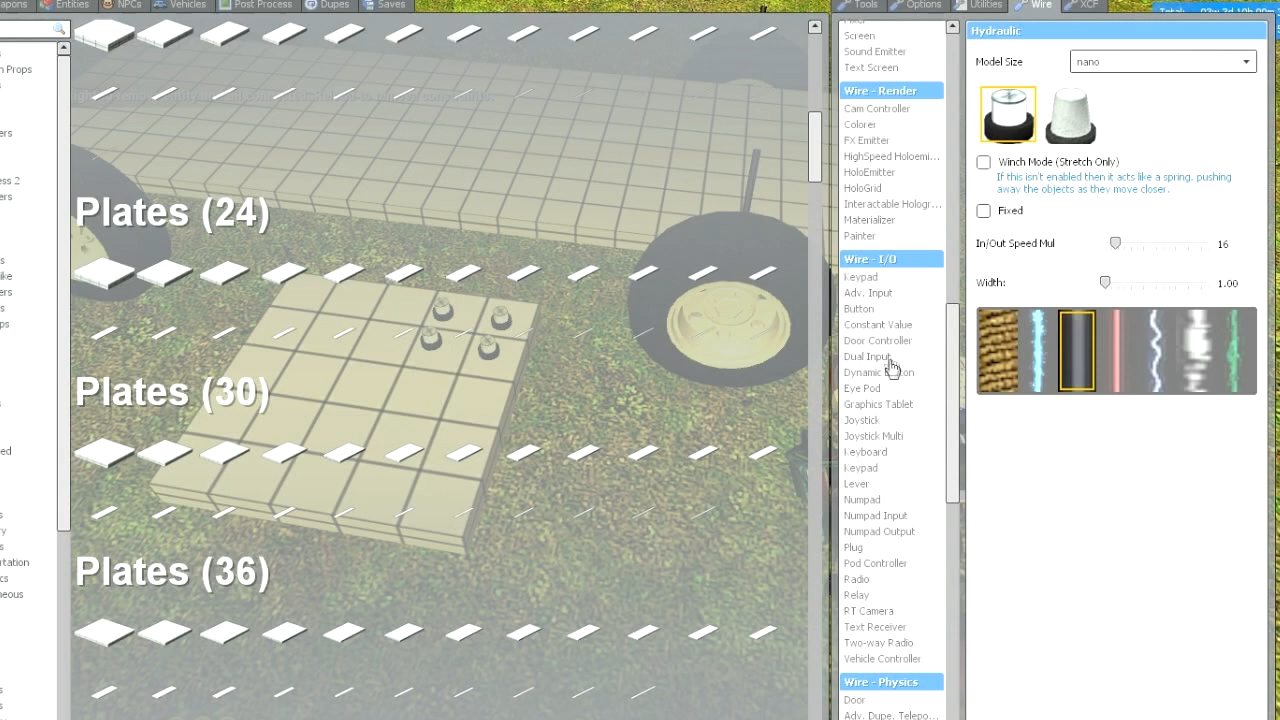 Entities
NPCs
Vehicles
Post Process
Dupes
Saves
Tools
Options
Utilities
Wire
XCF
Props
ers
ess 2
ers
ike
ers
ps
ed
ry
tation
ics
neous
Plates (24)
Plates (30)
Plates (36)
Screen
Sound Emitter
Text Screen
Wire - Render
Cam Controller
Colorer
FX Emitter
HighSpeed Holoemi...
HoloEmitter
HoloGrid
Interactable Hologr...
Materializer
Painter
Wire - I/O
Keypad
Adv. Input
Button
Constant Value
Door Controller
Dual Input
Dynamic
Eye Pod
Graphics Tablet
Joystick
Joystick Multi
Keyboard
Keypad
Lever
Numpad
Numpad Input
Numpad Output
Plug
Pod Controller
Radio
Relay
RT Camera
Text Receiver
Two-way Radio
Vehicle Controller
Wire - Physics
Door
Adv. Dupe. Telepo...
Hydraulic
Model Size
nano
Winch Mode (Stretch Only)
If this isn't enabled then it acts like a spring, pushing
away the objects as they move closer.
Fixed
In/Out Speed Mul
16
Width:
1.00